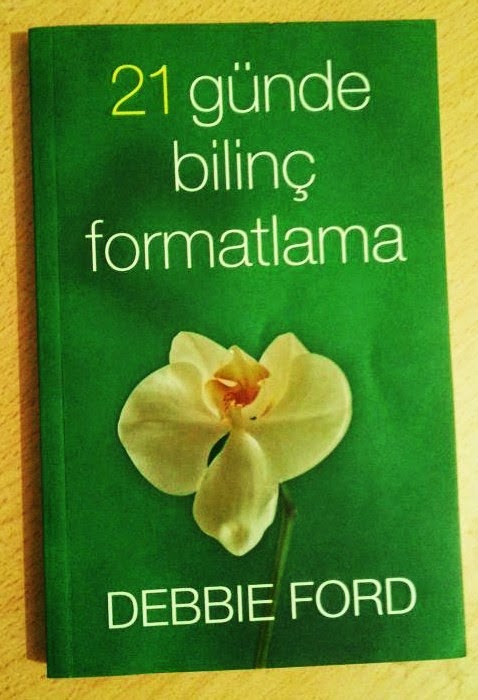 21 günde
bilinç
formatlama
DEBBIE FORD